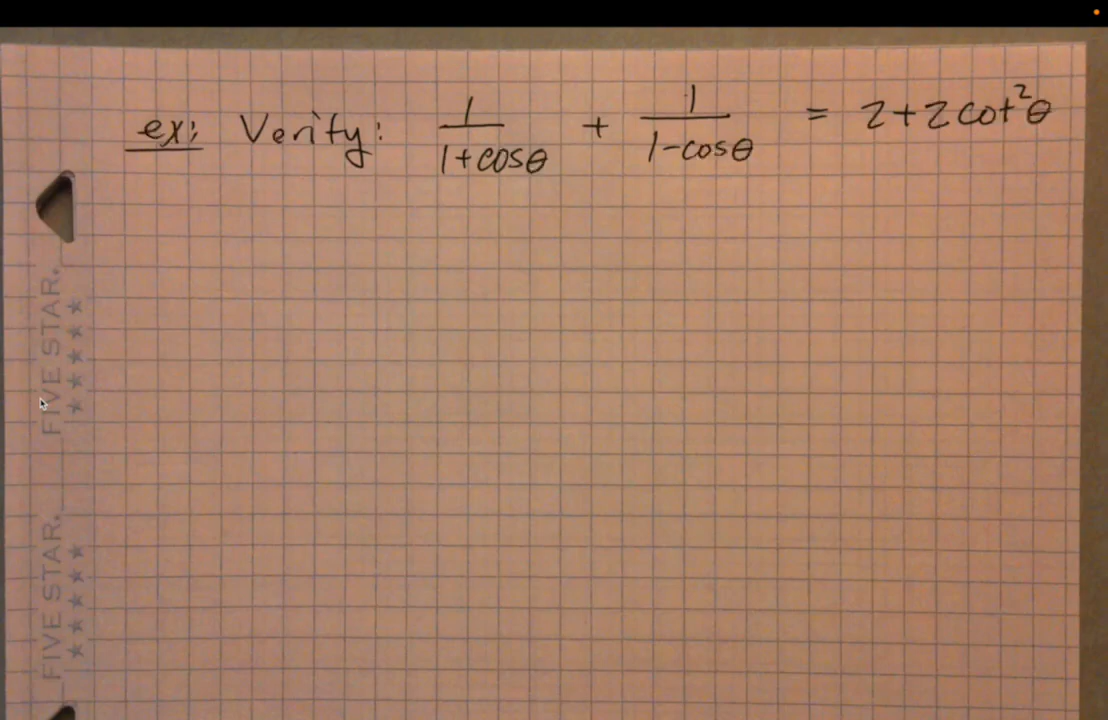 ex: Verify: 1/(1+cosθ) + 1/(1-cosθ) = 2+2cot²θ
FIVE STAR.
FIVE STAR.